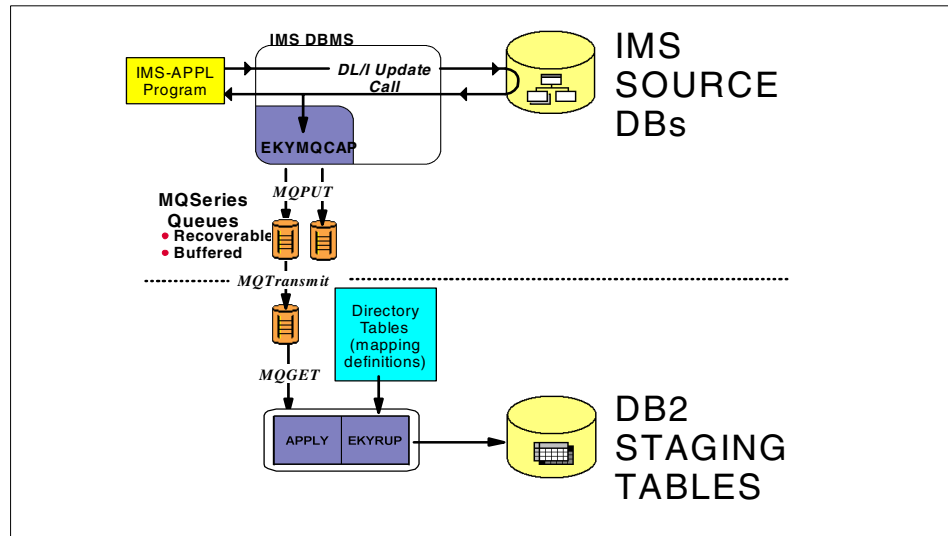 IMS DBMS
IMS
SOURCE
DBs
IMS-APPL
Program
DL/I Update
Call
EKYMQCAP
MQPUT
MQSeries
Queues
• Recoverable
• Buffered
MQTransmit
Directory
Tables
(mapping
definitions)
MQGET
APPLY
EKYRUP
DB2
STAGING
TABLES